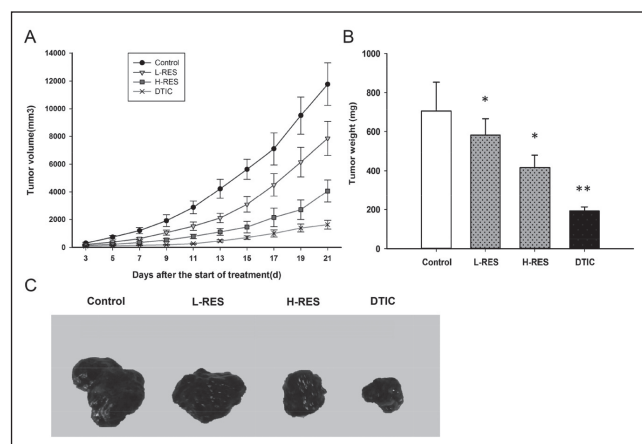 A
Control
L-RES
H-RES
DTIC
Tumor volume(mm3)
14000
12000
10000
8000
6000
4000
2000
0
3 5 7 9 11 13 15 17 19 21
Days after the start of treatment(d)
B
Tumor weight (mg)
1000
800
600
400
200
0
*
*
**
Control L-RES H-RES DTIC
C
Control L-RES H-RES DTIC